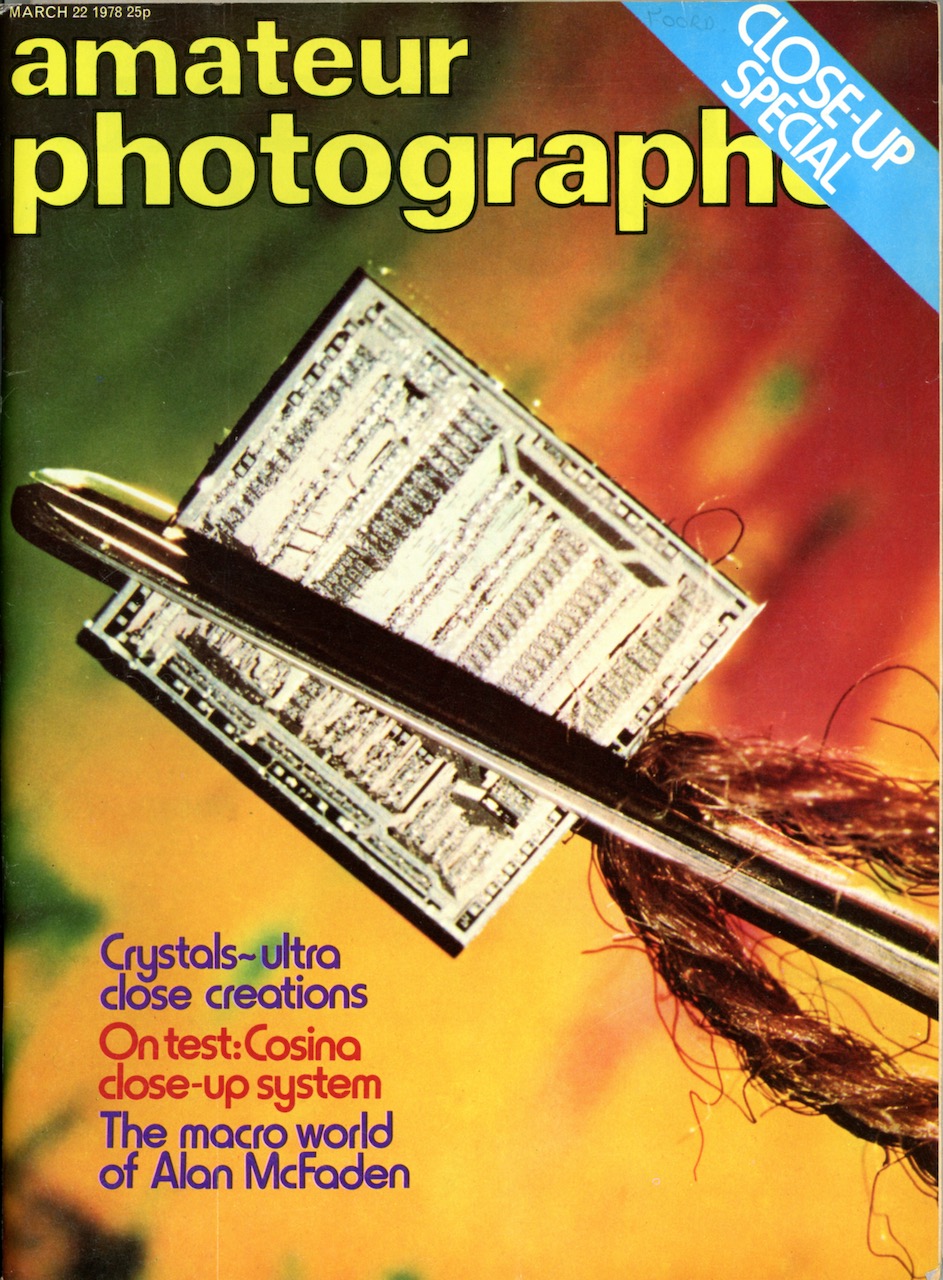 MARCH 22 1978 25p
FOORD
amateur
photographe
CLOSE-UP
SPECIAL
Crystals~ultra
close creations
On test: Cosina
close-up system
The macro world
of Alan McFaden